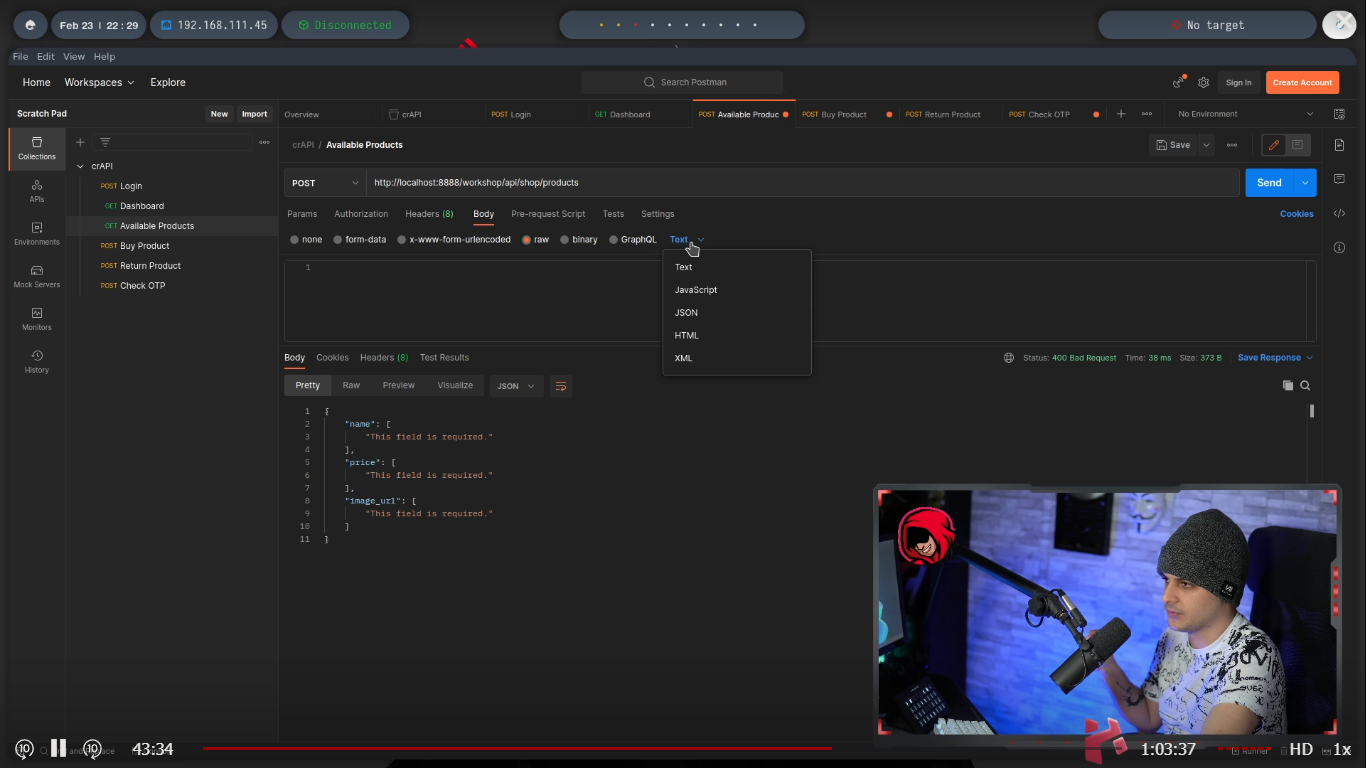 Feb 23 | 22 : 29
192.168.111.45
Disconnected
No target
File Edit View Help
Home Workspaces Explore
Search Postman
Sign In
Create Account
Scratch Pad
New
Import
Overview
crAPI
POST Login
GET Dashboard
POST Available Produc
POST Buy Product
POST Return Product
POST Check OTP
No Environment
Collections
APIs
Environments
Mock Servers
Monitors
History
crAPI
POST Login
GET Dashboard
GET Available Products
POST Buy Product
POST Return Product
POST Check OTP
crAPI / Available Products
Save
POST
http://localhost:8888/workshop/api/shop/products
Send
Params Authorization Headers (8) Body Pre-request Script Tests Settings
Cookies
none form-data x-www-form-urlencoded raw binary GraphQL Text
1
Text
JavaScript
JSON
HTML
XML
Body Cookies Headers (8) Test Results
Status: 400 Bad Request Time: 38 ms Size: 373 B Save Response
Pretty Raw Preview Visualize JSON
1 {
2 "name": [
3 "This field is required."
4 ],
5 "price": [
6 "This field is required."
7 ],
8 "image_url": [
9 "This field is required."
10 ]
11 }
10
10
43:34
1:03:37
Runner
HD
1x